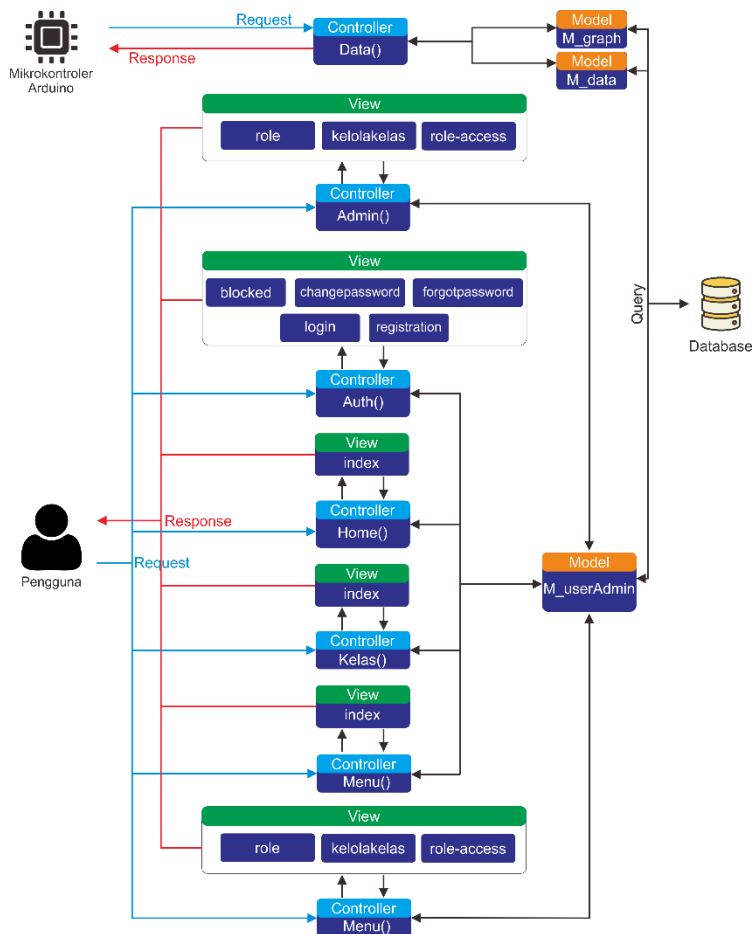 Mikrokontroler
Arduino
Request
Response
Controller
Data()
Model
M_graph
Model
M_data
View
role
kelolakelas
role-access
Controller
Admin()
View
blocked
changepassword
forgotpassword
login
registration
Controller
Auth()
View
index
Controller
Home()
Response
Request
Pengguna
View
index
Controller
Kelas()
View
index
Controller
Menu()
View
role
kelolakelas
role-access
Controller
Menu()
Model
M_userAdmin
Query
Database